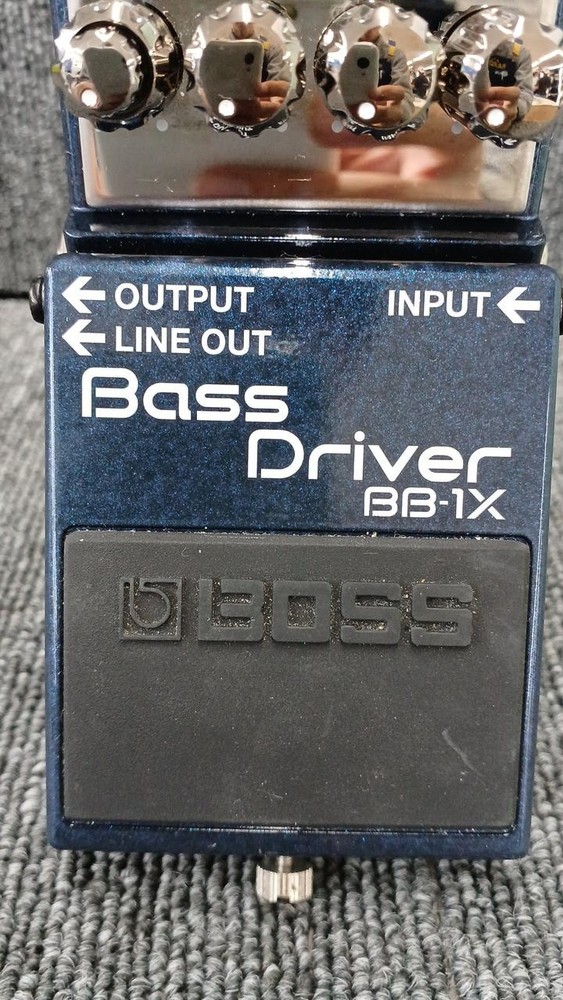 ← OUTPUT
INPUT ←
← LINE OUT
Bass
Driver
BB-1X
BOSS